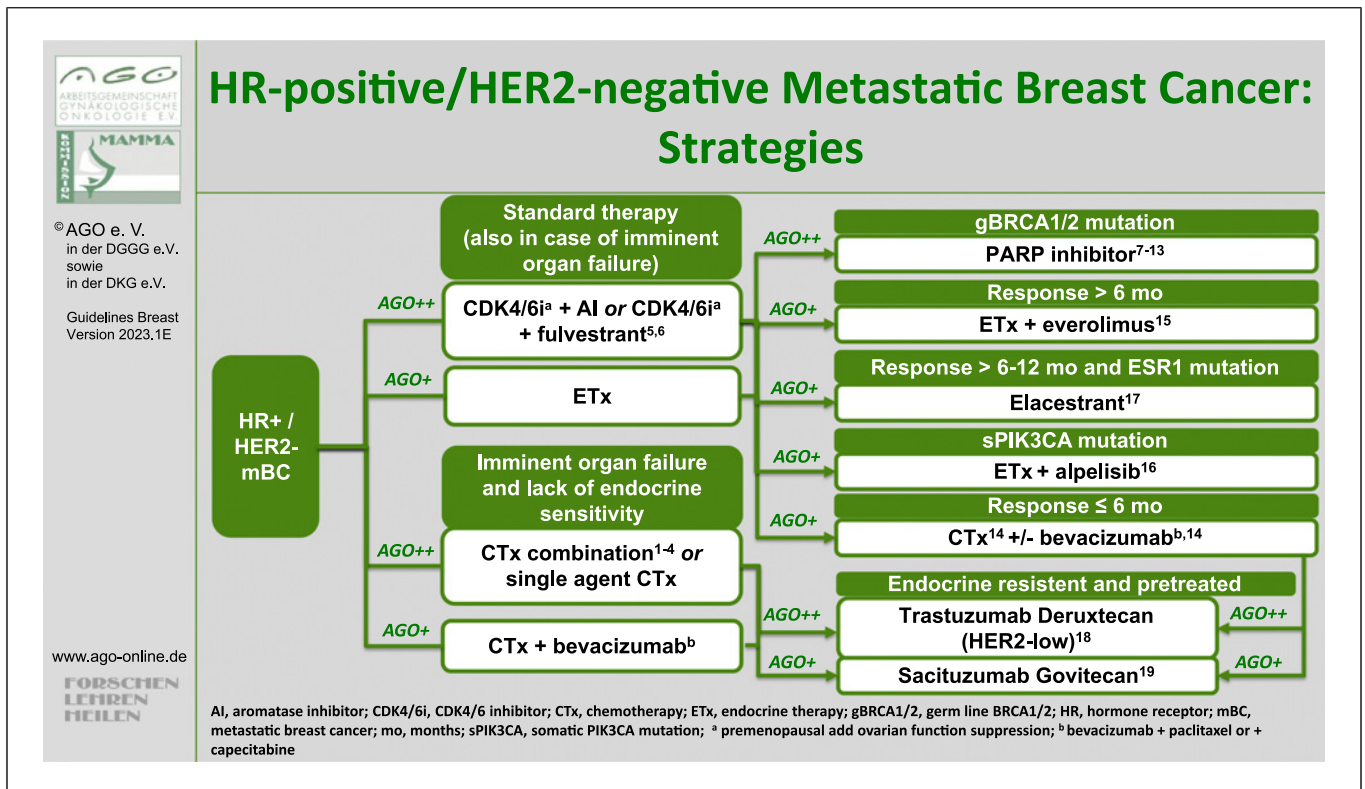 AGO
ARBEITSGEMEINSCHAFT
GYNÄKOLOGISCHE
ONKOLOGIE E.V.
KOMMISSION
MAMMA
© AGO e. V.
in der DGGG e.V.
sowie
in der DKG e.V.
Guidelines Breast
Version 2023.1E
www.ago-online.de
FORSCHEN
LEHREN
HEILEN
HR-positive/HER2-negative Metastatic Breast Cancer:
Strategies
HR+ /
HER2-
mBC
AGO++
AGO+
AGO++
AGO+
Standard therapy
(also in case of imminent
organ failure)
CDK4/6iᵃ + AI or CDK4/6iᵃ
+ fulvestrant⁵,⁶
ETx
Imminent organ failure
and lack of endocrine
sensitivity
CTx combination¹⁻⁴ or
single agent CTx
CTx + bevacizumabᵇ
AGO++
gBRCA1/2 mutation
PARP inhibitor⁷⁻¹³
AGO+
Response > 6 mo
ETx + everolimus¹⁵
AGO+
Response > 6-12 mo and ESR1 mutation
Elacestrant¹⁷
AGO+
sPIK3CA mutation
ETx + alpelisib¹⁶
AGO+
Response ≤ 6 mo
CTx¹⁴ +/- bevacizumabᵇ,¹⁴
Endocrine resistent and pretreated
AGO++
Trastuzumab Deruxtecan
(HER2-low)¹⁸
AGO++
AGO+
Sacituzumab Govitecan¹⁹
AGO+
AI, aromatase inhibitor; CDK4/6i, CDK4/6 inhibitor; CTx, chemotherapy; ETx, endocrine therapy; gBRCA1/2, germ line BRCA1/2; HR, hormone receptor; mBC,
metastatic breast cancer; mo, months; sPIK3CA, somatic PIK3CA mutation; ᵃ premenopausal add ovarian function suppression; ᵇ bevacizumab + paclitaxel or +
capecitabine